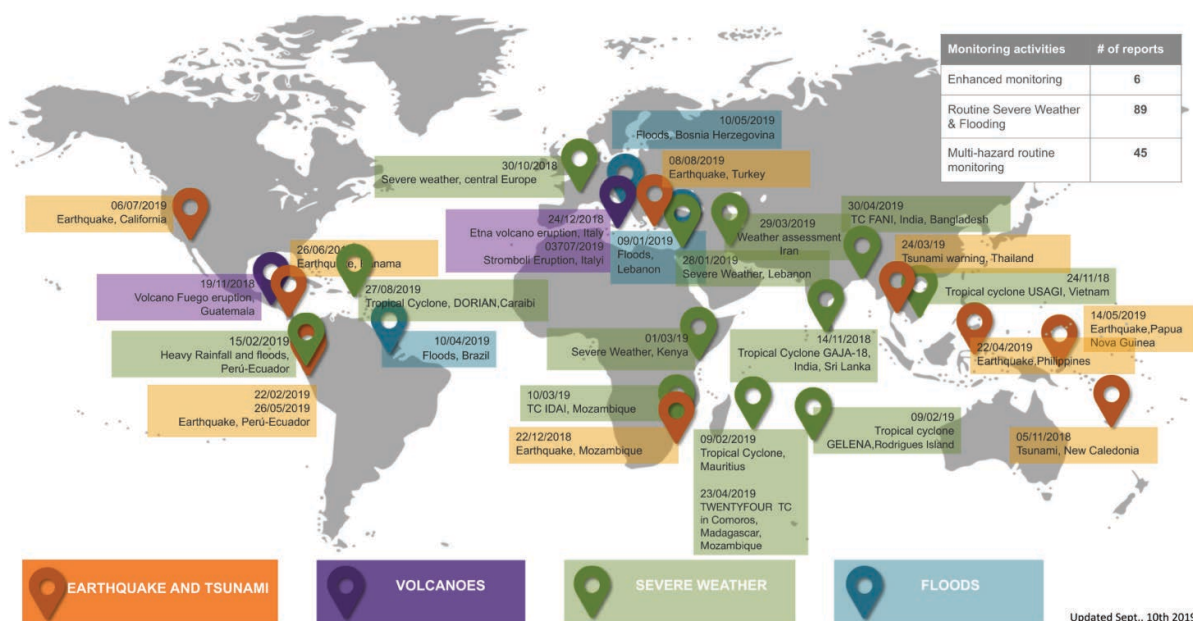 Monitoring activities # of reports
Enhanced monitoring 6
Routine Severe Weather
& Flooding 89
Multi-hazard routine
monitoring 45
10/05/2019
Floods, Bosnia Herzegovina
30/10/2018
Severe weather, central Europe
08/08/2019
Earthquake, Turkey
06/07/2019
Earthquake, California
24/12/2018
Etna volcano eruption, Italy
03707/2019
Stromboli Eruption, Italyi
09/01/2019
Floods,
Lebanon
29/03/2019
Weather assessment
Iran
28/01/2019
Severe Weather, Lebanon
30/04/2019
TC FANI, India, Bangdalesh
24/03/19
Tsunami warning, Thailand
24/11/18
Tropical cyclone USAGI, Vietnam
26/06/2019
Earthquake, Panama
19/11/2018
Volcano Fuego eruption,
Guatemala
27/08/2019
Tropical Cyclone, DORIAN,Caraibi
15/02/2019
Heavy Rainfall and floods,
Perú-Ecuador
10/04/2019
Floods, Brazil
22/02/2019
26/05/2019
Earthquake, Perú-Ecuador
01/03/19
Severe Weather, Kenya
14/11/2018
Tropical Cyclone GAJA-18,
India, Sri Lanka
14/05/2019
Earthquake,Papua
Nova Guinea
22/04/2019
Earthquake,Philippines
10/03/19
TC IDAI, Mozambique
22/12/2018
Earthquake, Mozambique
09/02/2019
Tropical Cyclone,
Mauritius
23/04/2019
TWENTYFOUR TC
in Comoros,
Madagascar,
Mozambique
09/02/19
Tropical cyclone
GELENA,Rodrigues Island
05/11/2018
Tsunami, New Caledonia
EARTHQUAKE AND TSUNAMI
VOLCANOES
SEVERE WEATHER
FLOODS
Updated Sept., 10th 2019